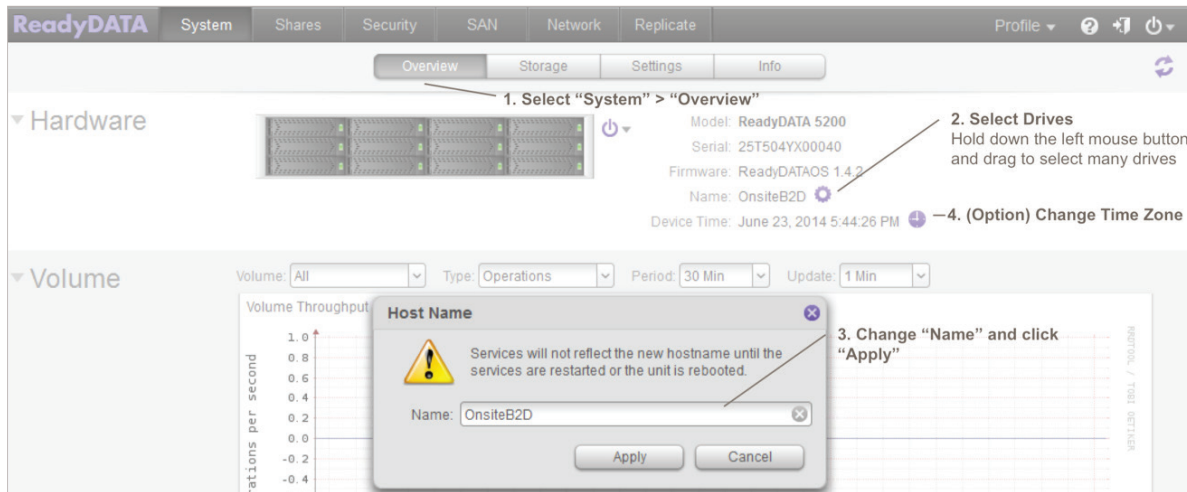 ReadyDATA System Shares Security SAN Network Replicate Profile
Overview Storage Settings Info
1. Select “System” > “Overview”
Hardware
Model: ReadyDATA 5200
Serial: 25T504YX00040
Firmware: ReadyDATAOS 1.4.2
Name: OnsiteB2D
Device Time: June 23, 2014 5:44:26 PM
2. Select Drives
Hold down the left mouse button
and drag to select many drives
4. (Option) Change Time Zone
Volume
Volume: All Type: Operations Period: 30 Min Update: 1 Min
Volume Throughput
1.0
0.8
0.6
0.4
0.2
0.0
-0.2
-0.4
rations per second
Host Name
Services will not reflect the new hostname until the
services are restarted or the unit is rebooted.
Name: OnsiteB2D
Apply Cancel
3. Change “Name” and click
“Apply”
RRDTOOL / TOBI OETIKER